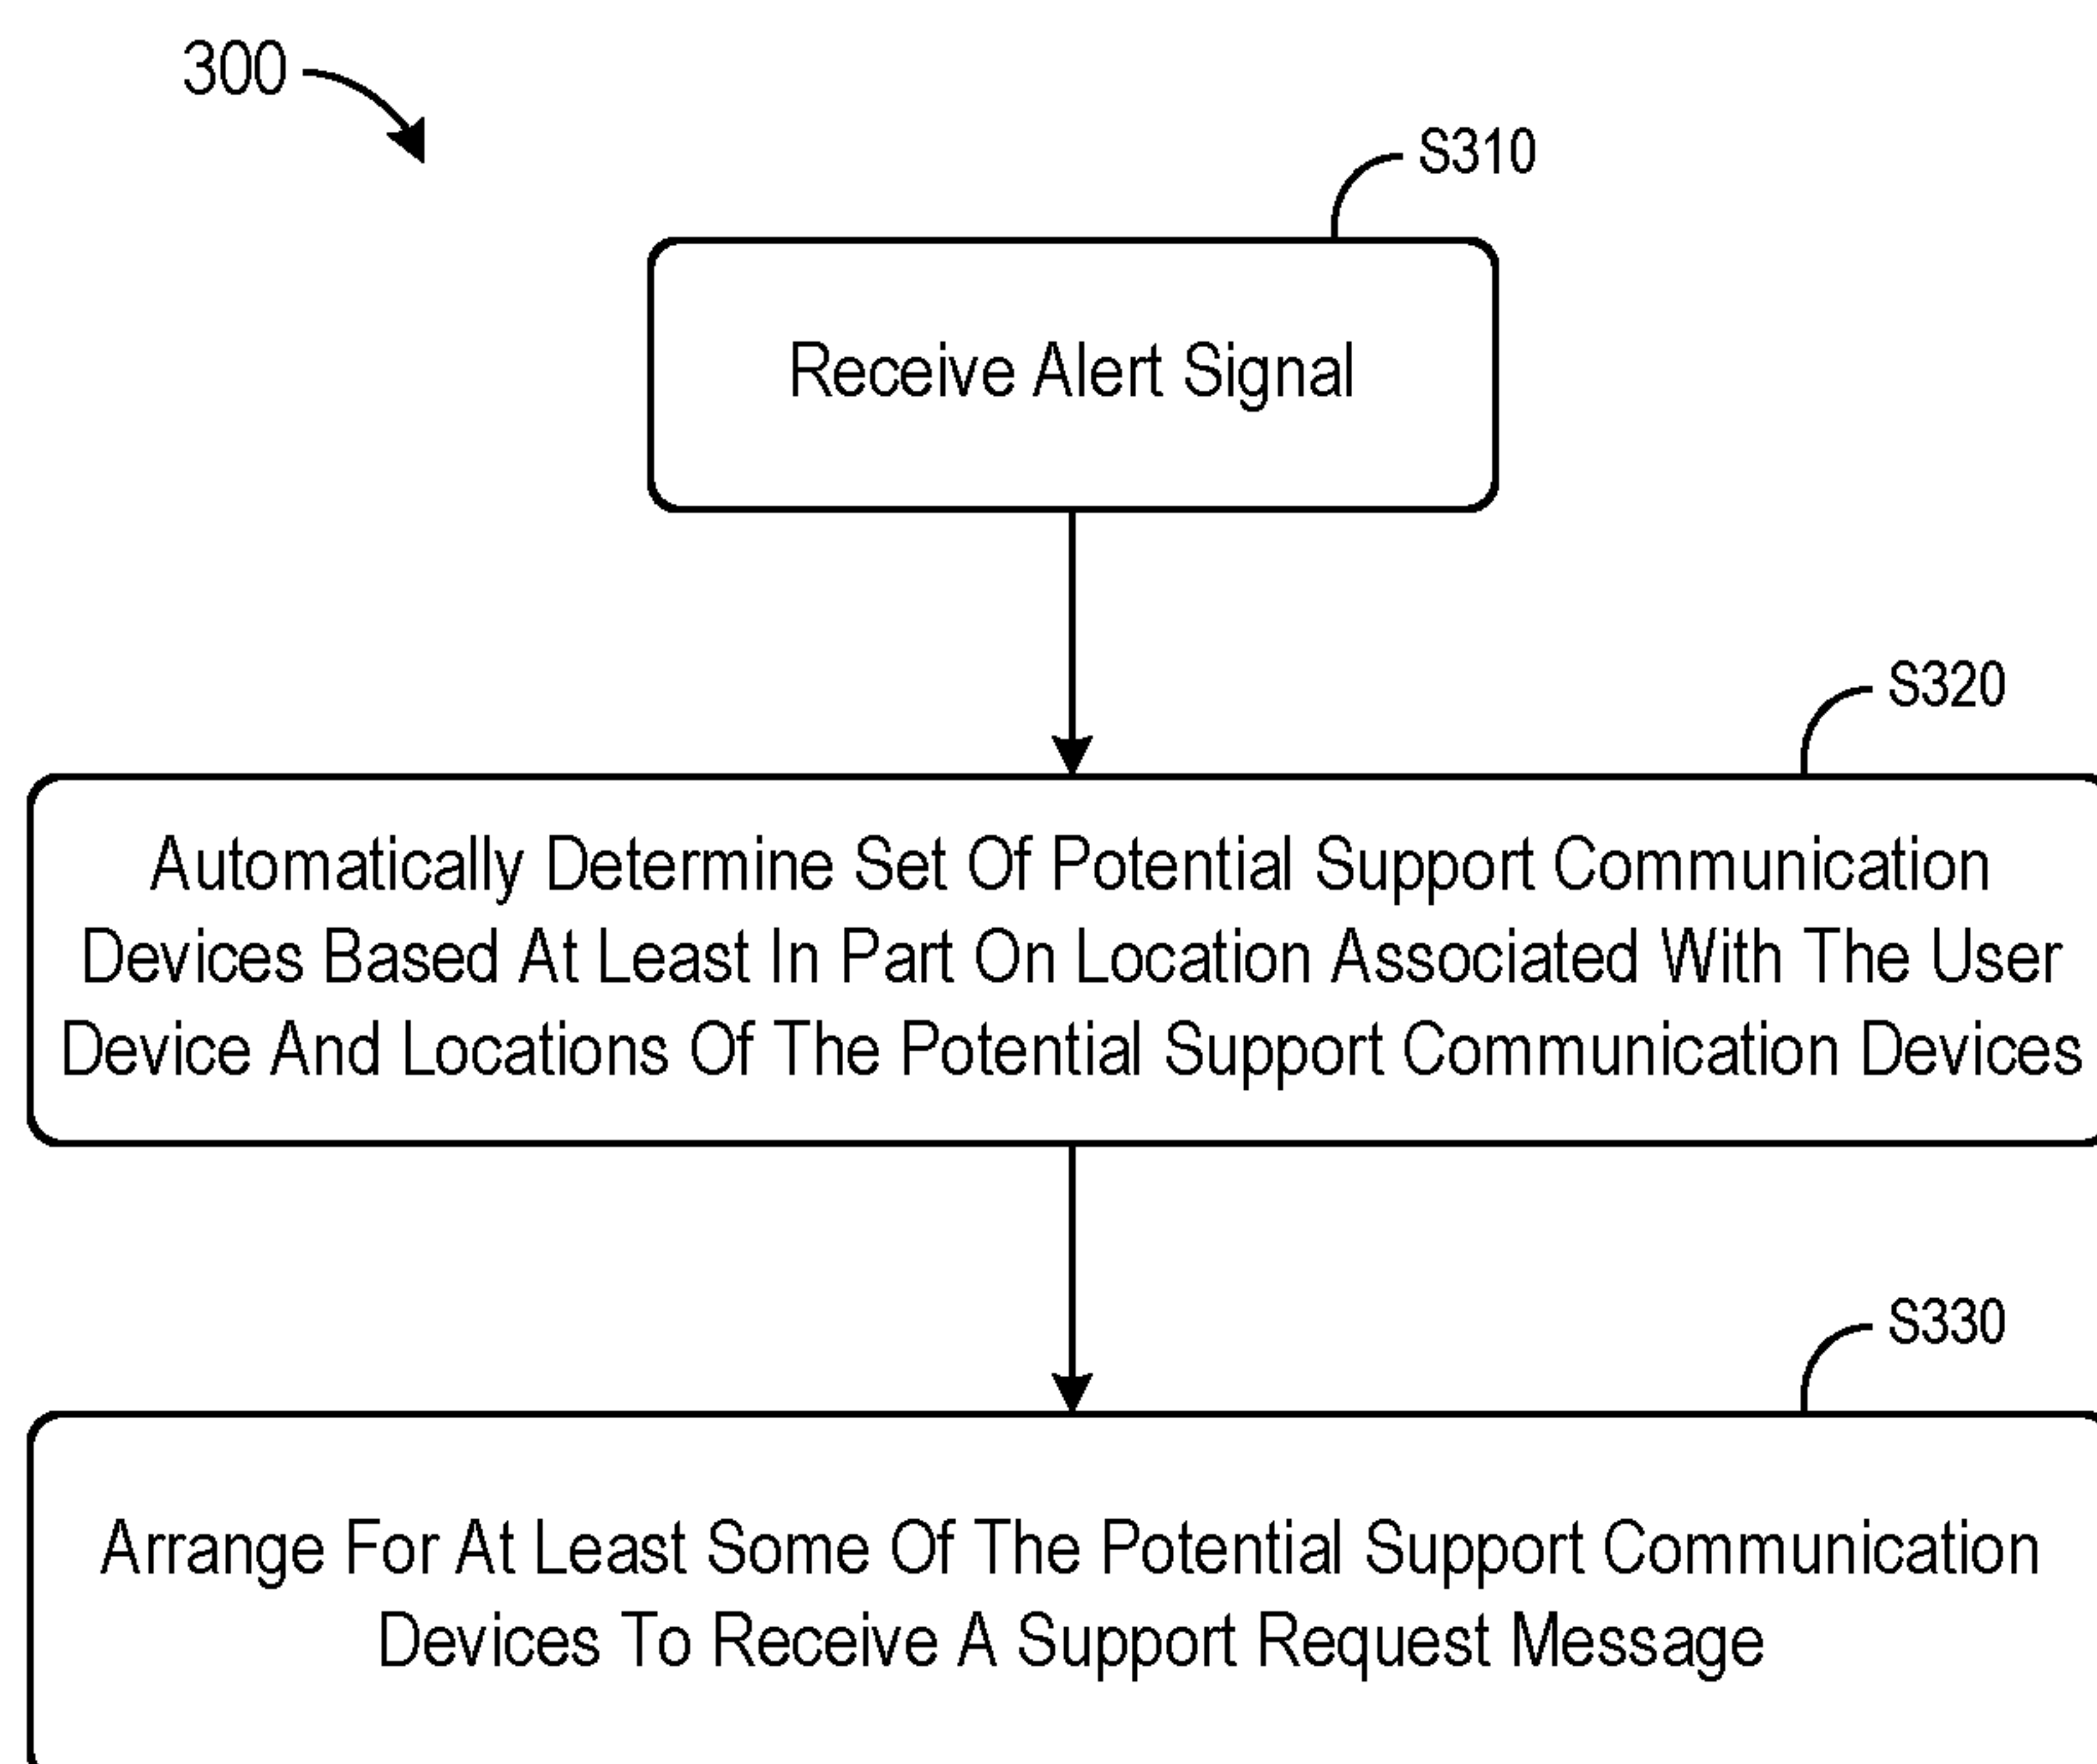 300
S310
Receive Alert Signal
S320
Automatically Determine Set Of Potential Support Communication
Devices Based At Least In Part On Location Associated With The User
Device And Locations Of The Potential Support Communication Devices
S330
Arrange For At Least Some Of The Potential Support Communication
Devices To Receive A Support Request Message